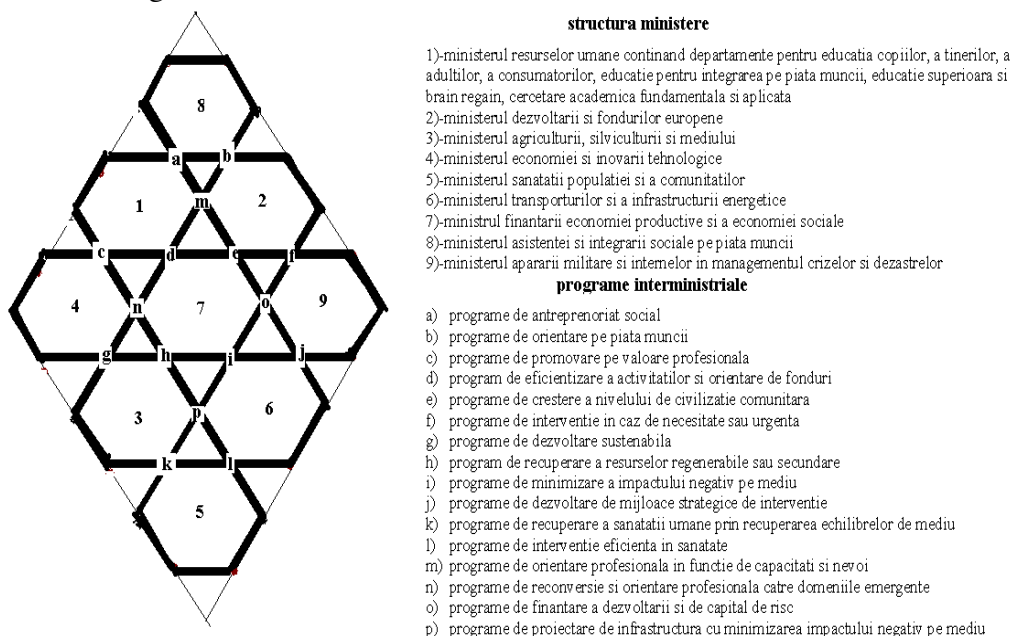 structura ministere
1)-ministerul resurselor umane continand departamente pentru educatia copiilor, a tinerilor, a
adultilor, a consumatorilor, educatie pentru integrarea pe piata muncii, educatie superioara si
brain regain, cercetare academica fundamentala si aplicata
2)-ministerul dezvoltarii si fondurilor europene
3)-ministerul agriculturii, silviculturii si mediului
4)-ministerul economiei si inovarii tehnologice
5)-ministerul sanatatii populatiei si a comunitatilor
6)-ministerul transporturilor si a infrastructurii energetice
7)-ministrul finantarii economiei productive si a economiei sociale
8)-ministerul asistentei si integrarii sociale pe piata muncii
9)-ministerul apararii militare si internelor in managementul crizelor si dezastrelor
programe interministriale
a) programe de antreprenoriat social
b) programe de orientare pe piata muncii
c) programe de promovare pe valoare profesionala
d) program de eficientizare a activitatilor si orientare de fonduri
e) programe de crestere a nivelului de civilizatie comunitara
f) programe de interventie in caz de necesitate sau urgenta
g) programe de dezvoltare sustenabila
h) program de recuperare a resurselor regenerabile sau secundare
i) programe de minimizare a impactului negativ pe mediu
j) programe de dezvoltare de mijloace strategice de interventie
k) programe de recuperare a sanatatii umane prin recuperarea echilibrelor de mediu
l) programe de interventie eficienta in sanatate
m) programe de orientare profesionala in functie de capacitati si nevoi
n) programe de reconversie si orientare profesionala catre domeniile emergente
o) programe de finantare a dezvoltarii si de capital de risc
p) programe de proiectare de infrastructura cu minimizarea impactului negativ pe mediu
8
a b
1 m 2
c d e f
4 n 7 o 9
g h i j
3 p 6
k l
5